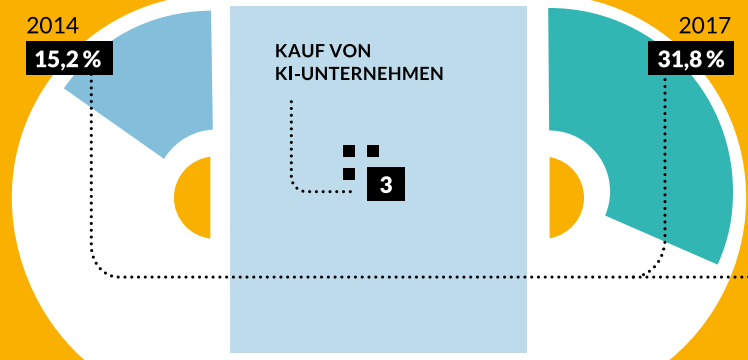 2014
15,2 %
KAUF VON
KI-UNTERNEHMEN
3
2017
31,8 %